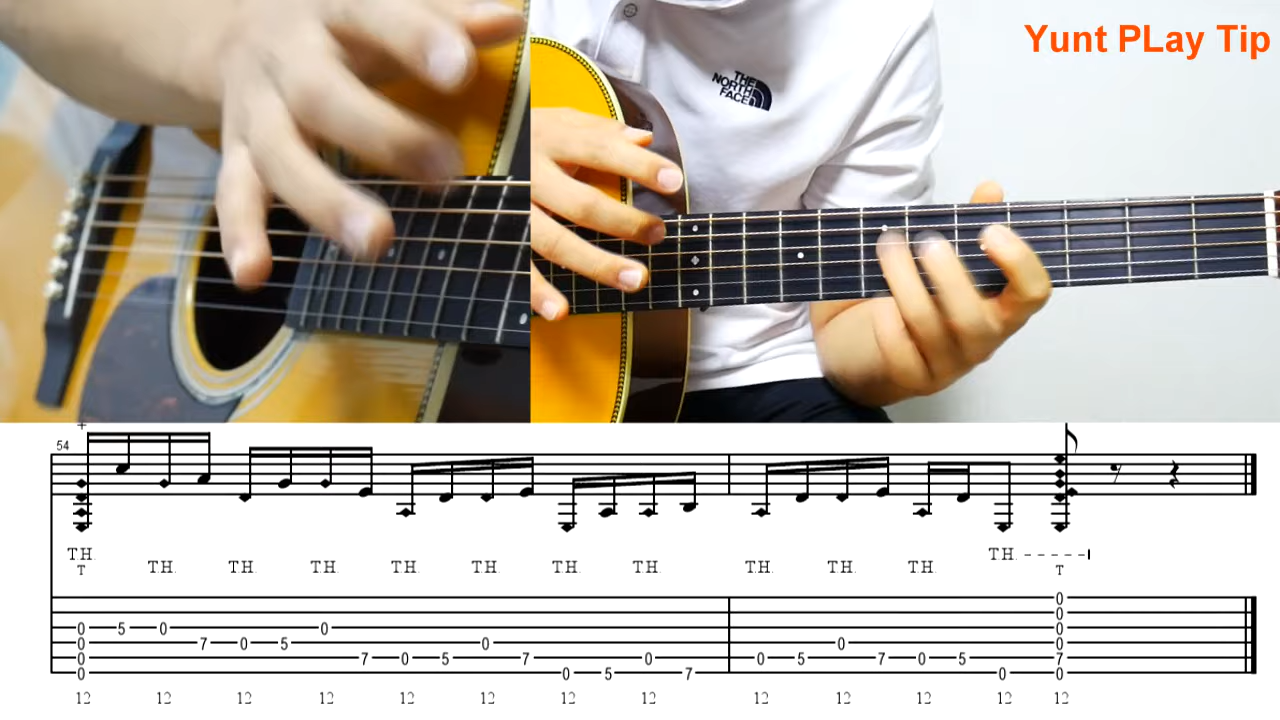 Yunt PLay Tip
THE
NORTH
FACE
54
TH.
T
TH. TH. TH. TH. TH. TH. TH. TH. TH. TH. TH. -----
T
0
0
0 5 0 0 0
0 7 0 5 0 0 0
0 7 0 5 7 0 0 5 7 0 5 7
0 0 5 7 0 0
12 12 12 12 12 12 12 12 12 12 12 12 12